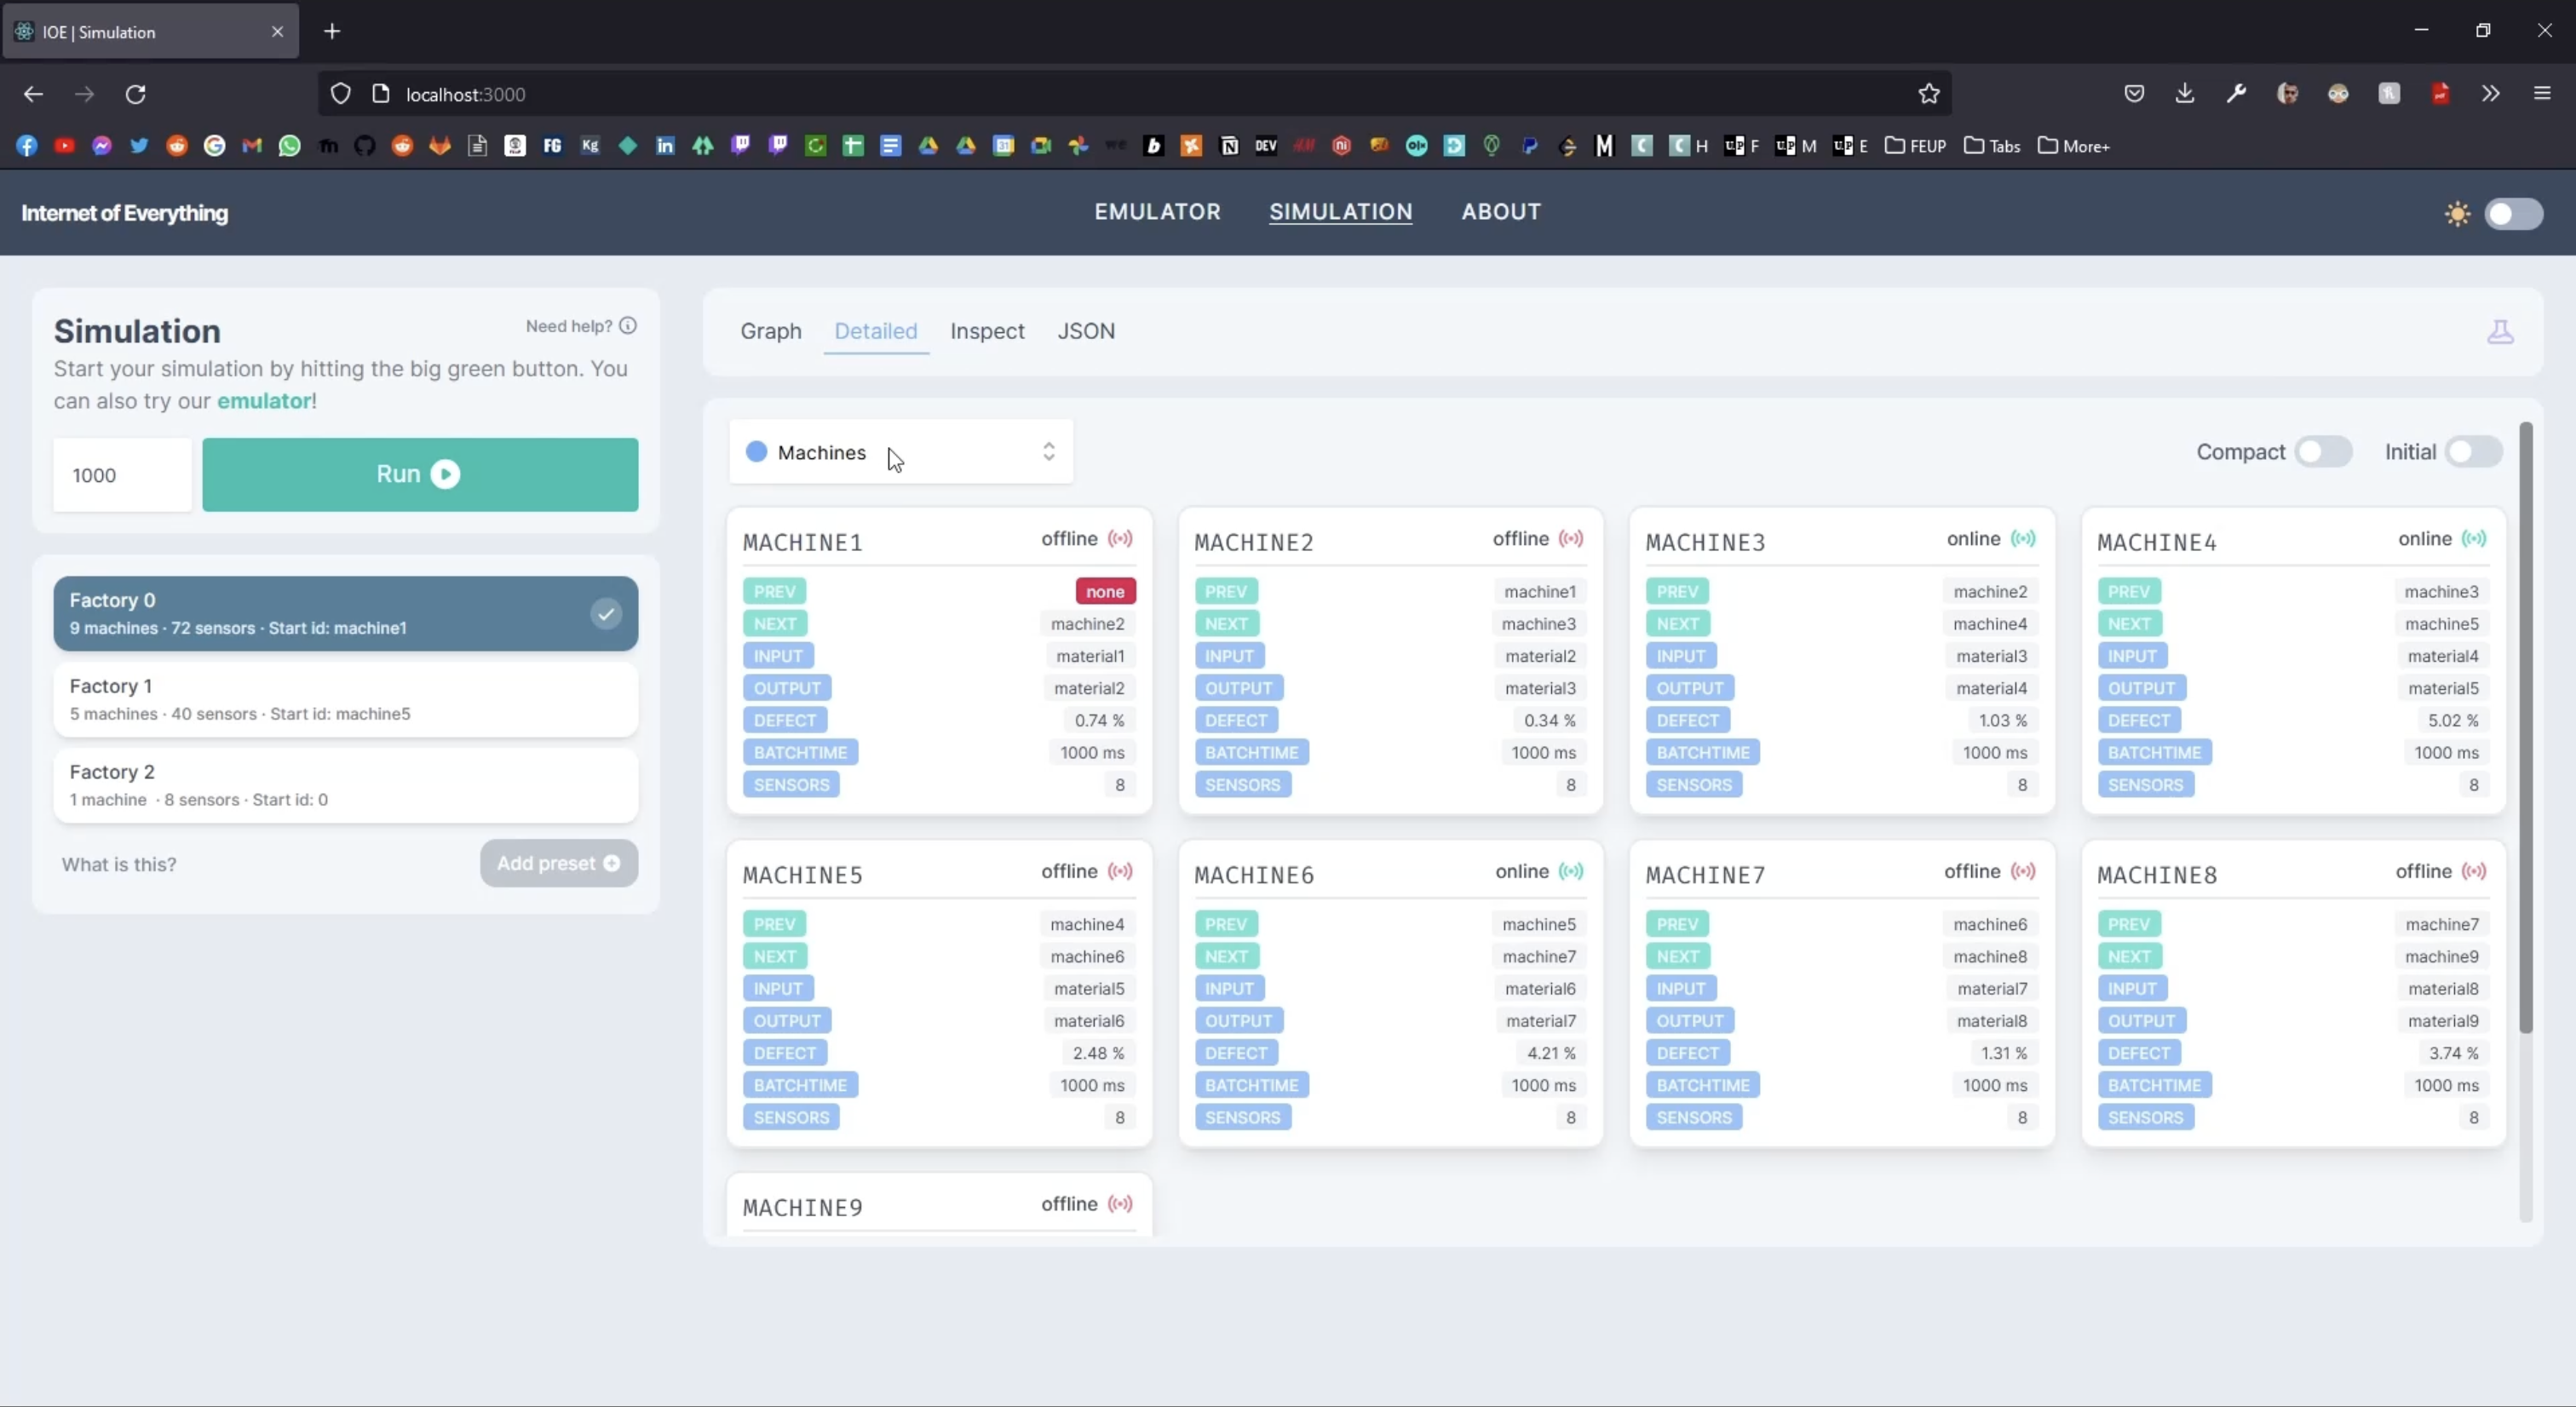 IOE | Simulation
localhost:3000
FG Kg DEV H F M E FEUP Tabs More+
Internet of Everything
EMULATOR SIMULATION ABOUT
Simulation
Need help?
Start your simulation by hitting the big green button. You
can also try our emulator!
1000
Run
Factory 0
9 machines · 72 sensors · Start id: machine1
Factory 1
5 machines · 40 sensors · Start id: machine5
Factory 2
1 machine · 8 sensors · Start id: 0
What is this?
Add preset
Graph Detailed Inspect JSON
Machines
Compact Initial
MACHINE1 offline
PREV none
NEXT machine2
INPUT material1
OUTPUT material2
DEFECT 0.74 %
BATCHTIME 1000 ms
SENSORS 8
MACHINE2 offline
PREV machine1
NEXT machine3
INPUT material2
OUTPUT material3
DEFECT 0.34 %
BATCHTIME 1000 ms
SENSORS 8
MACHINE3 online
PREV machine2
NEXT machine4
INPUT material3
OUTPUT material4
DEFECT 1.03 %
BATCHTIME 1000 ms
SENSORS 8
MACHINE4 online
PREV machine3
NEXT machine5
INPUT material4
OUTPUT material5
DEFECT 5.02 %
BATCHTIME 1000 ms
SENSORS 8
MACHINE5 offline
PREV machine4
NEXT machine6
INPUT material5
OUTPUT material6
DEFECT 2.48 %
BATCHTIME 1000 ms
SENSORS 8
MACHINE6 online
PREV machine5
NEXT machine7
INPUT material6
OUTPUT material7
DEFECT 4.21 %
BATCHTIME 1000 ms
SENSORS 8
MACHINE7 offline
PREV machine6
NEXT machine8
INPUT material7
OUTPUT material8
DEFECT 1.31 %
BATCHTIME 1000 ms
SENSORS 8
MACHINE8 offline
PREV machine7
NEXT machine9
INPUT material8
OUTPUT material9
DEFECT 3.74 %
BATCHTIME 1000 ms
SENSORS 8
MACHINE9 offline